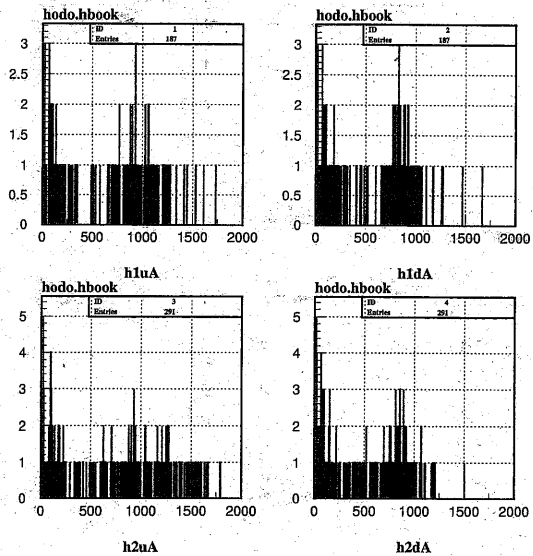 hodo.hbook
ID 1
Entries 187
3
2.5
2
1.5
1
0.5
0
0 500 1000 1500 2000
h1uA
hodo.hbook
ID 2
Entries 187
3
2.5
2
1.5
1
0.5
0
0 500 1000 1500 2000
h1dA
hodo.hbook
ID 3
Entries 291
5
4
3
2
1
0
0 500 1000 1500 2000
h2uA
hodo.hbook
ID 4
Entries 291
5
4
3
2
1
0
0 500 1000 1500 2000
h2dA